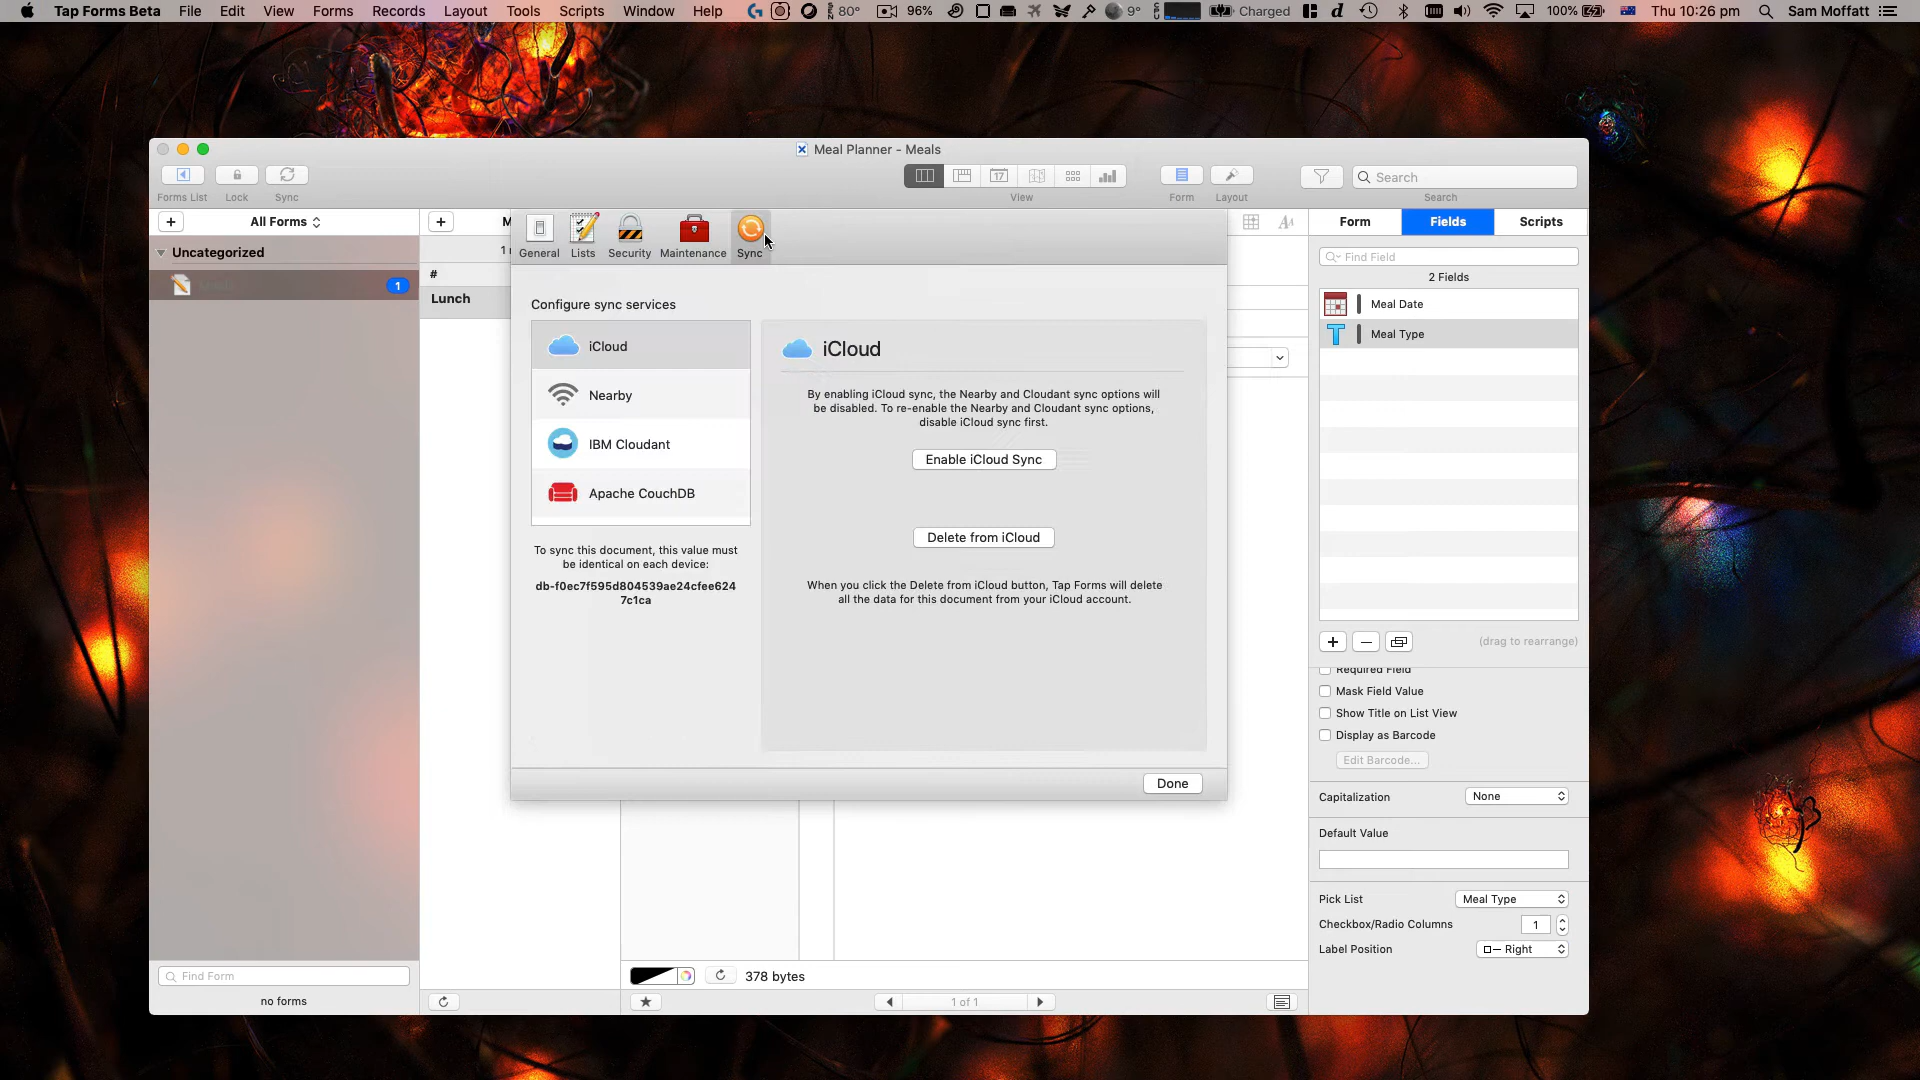 Tap Forms Beta File Edit View Forms Records Layout Tools Scripts Window Help 80° 96% 9° Charged 100% Thu 10:26 pm Sam Moffatt
Meal Planner - Meals
Forms List Lock Sync 17 View Form Layout Search Search
All Forms
Form Fields Scripts
General Lists Security Maintenance Sync
Uncategorized
1
#
Lunch
Find Field
2 Fields
Meal Date
Meal Type
Configure sync services
iCloud
Nearby
IBM Cloudant
Apache CouchDB
To sync this document, this value must
be identical on each device:
db-f0ec7f595d804539ae24cfee624
7c1ca
iCloud
By enabling iCloud sync, the Nearby and Cloudant sync options will
be disabled. To re-enable the Nearby and Cloudant sync options,
disable iCloud sync first.
Enable iCloud Sync
Delete from iCloud
When you click the Delete from iCloud button, Tap Forms will delete
all the data for this document from your iCloud account.
Done
(drag to rearrange)
Required Field
Mask Field Value
Show Title on List View
Display as Barcode
Edit Barcode...
Capitalization None
Default Value
Pick List Meal Type
Checkbox/Radio Columns 1
Label Position Right
Find Form
no forms
378 bytes
1 of 1